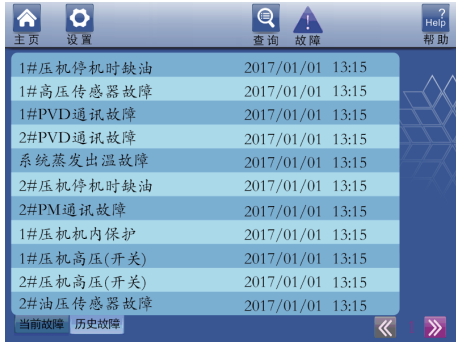 ? Help
主页 设置 查询 故障 帮助
1#压机停机时缺油 2017/01/01 13:15
1#高压传感器故障 2017/01/01 13:15
1#PVD通讯故障 2017/01/01 13:15
2#PVD通讯故障 2017/01/01 13:15
系统蒸发出温故障 2017/01/01 13:15
2#压机停机时缺油 2017/01/01 13:15
2#PM通讯故障 2017/01/01 13:15
1#压机机内保护 2017/01/01 13:15
1#压机高压(开关) 2017/01/01 13:15
2#压机高压(开关) 2017/01/01 13:15
2#油压传感器故障 2017/01/01 13:15
当前故障 历史故障